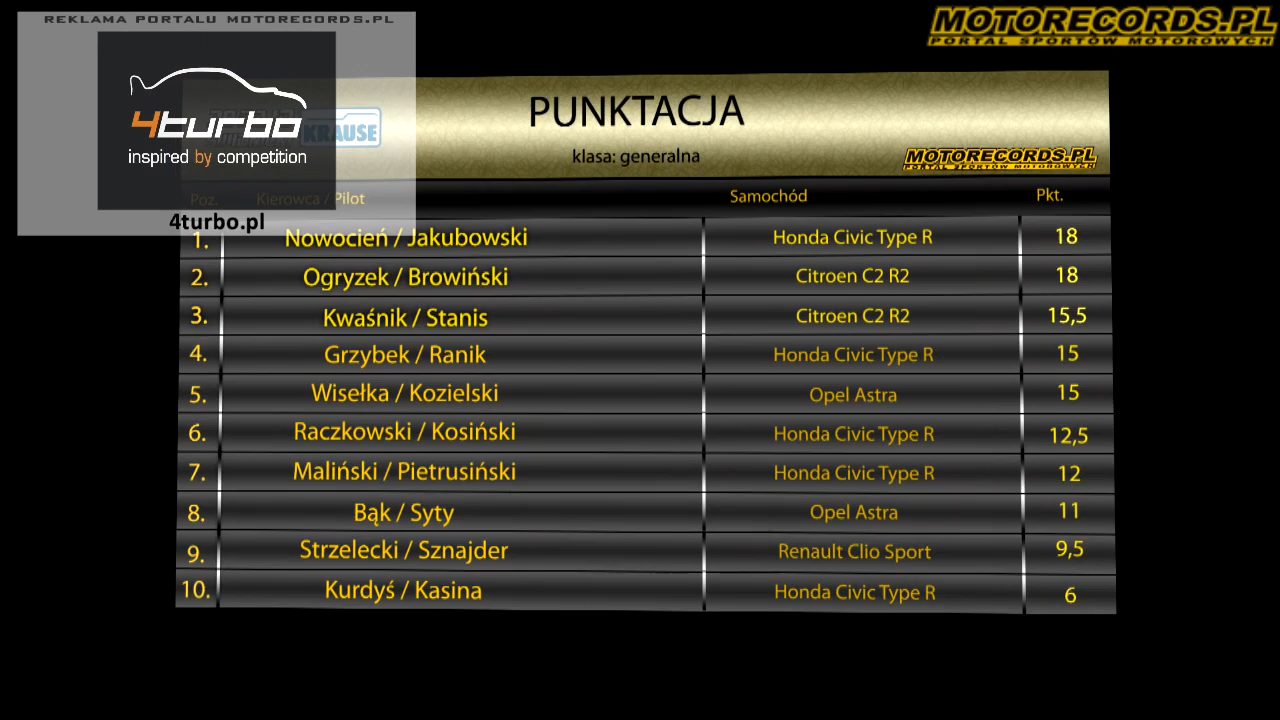 REKLAMA PORTALU MOTORECORDS.PL
MOTORECORDS.PL
PORTAL SPORTÓW MOTOROWYCH
4turbo
inspired by competition
4turbo.pl
KRAUSE
PUNKTACJA
klasa: generalna
MOTORECORDS.PL
PORTAL SPORTÓW MOTOROWYCH
Poz. Kierowca / Pilot Samochód Pkt.
1. Nowocień / Jakubowski Honda Civic Type R 18
2. Ogryzek / Browiński Citroen C2 R2 18
3. Kwaśnik / Stanis Citroen C2 R2 15,5
4. Grzybek / Ranik Honda Civic Type R 15
5. Wisełka / Kozielski Opel Astra 15
6. Raczkowski / Kosiński Honda Civic Type R 12,5
7. Maliński / Pietrusiński Honda Civic Type R 12
8. Bąk / Syty Opel Astra 11
9. Strzelecki / Sznajder Renault Clio Sport 9,5
10. Kurdyś / Kasina Honda Civic Type R 6